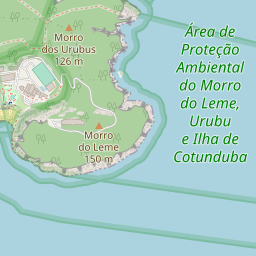 Morro
dos Urubus
126 m
Área de
Proteção
Ambiental
do Morro
do Leme,
Urubu
e Ilha de
Cotunduba
Morro
do Leme
150 m